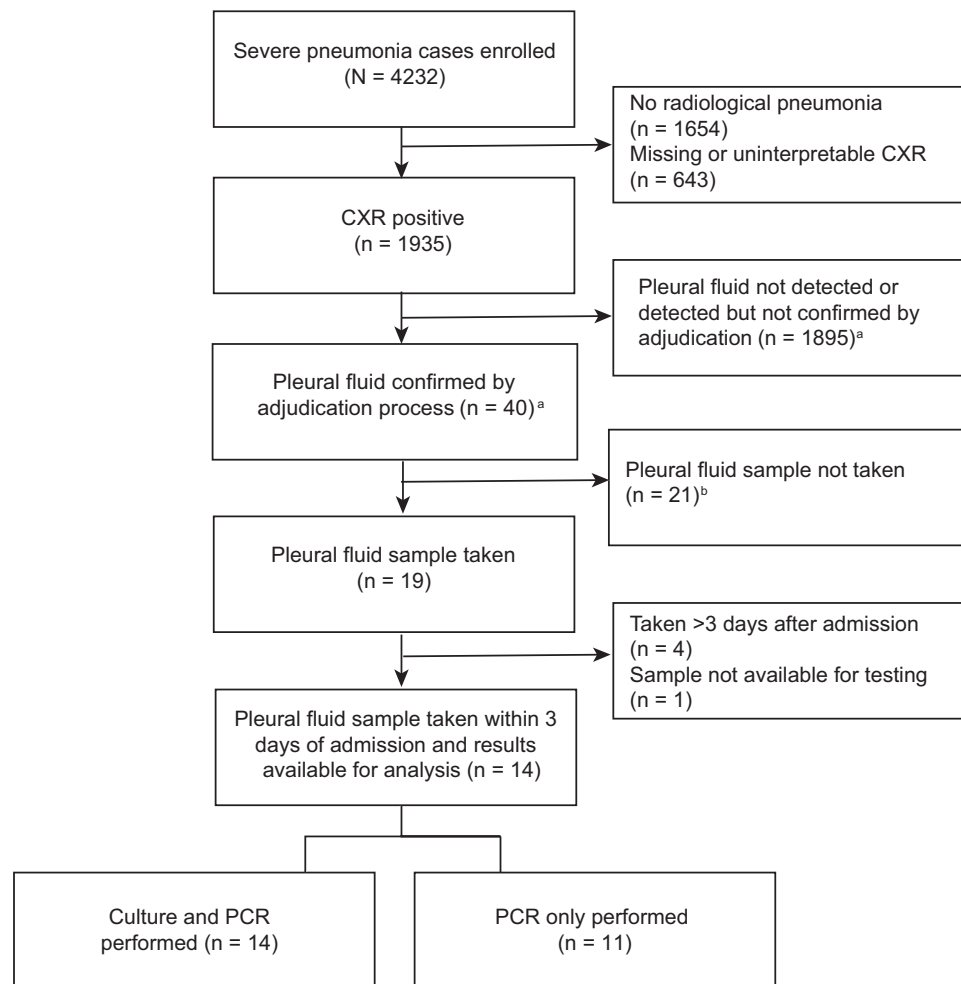 Severe pneumonia cases enrolled
(N = 4232)
No radiological pneumonia
(n = 1654)
Missing or uninterpretable CXR
(n = 643)
CXR positive
(n = 1935)
Pleural fluid not detected or
detected but not confirmed by
adjudication (n = 1895)ᵃ
Pleural fluid confirmed by
adjudication process (n = 40)ᵃ
Pleural fluid sample not taken
(n = 21)ᵇ
Pleural fluid sample taken
(n = 19)
Taken >3 days after admission
(n = 4)
Sample not available for testing
(n = 1)
Pleural fluid sample taken within 3
days of admission and results
available for analysis (n = 14)
Culture and PCR
performed (n = 14)
PCR only performed
(n = 11)